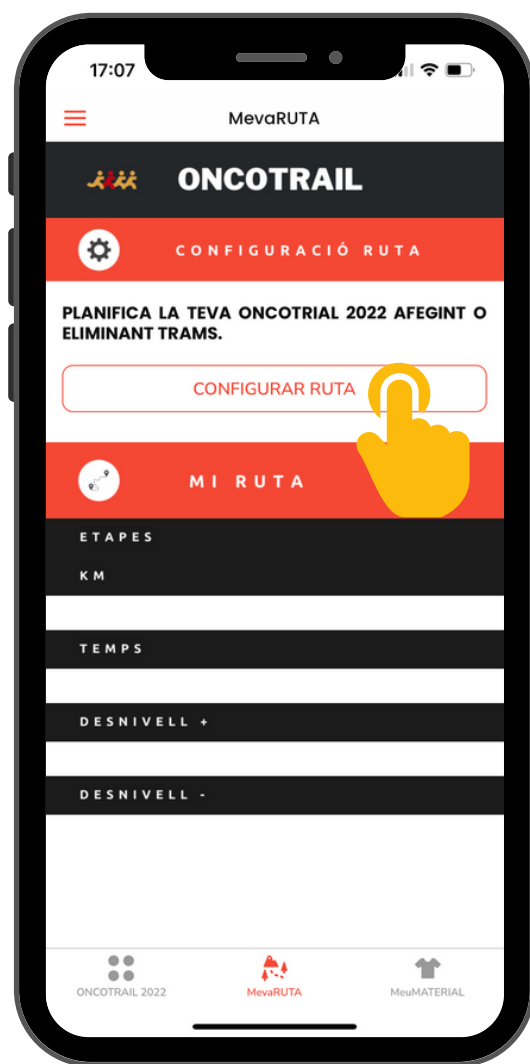 17:07
MevaRUTA
ONCOTRAIL
CONFIGURACIÓ RUTA
PLANIFICA LA TEVA ONCOTRIAL 2022 AFEGINT O
ELIMINANT TRAMS.
CONFIGURAR RUTA
MI RUTA
ETAPES
KM
TEMPS
DESNIVELL +
DESNIVELL -
ONCOTRAIL 2022
MevaRUTA
MeuMATERIAL